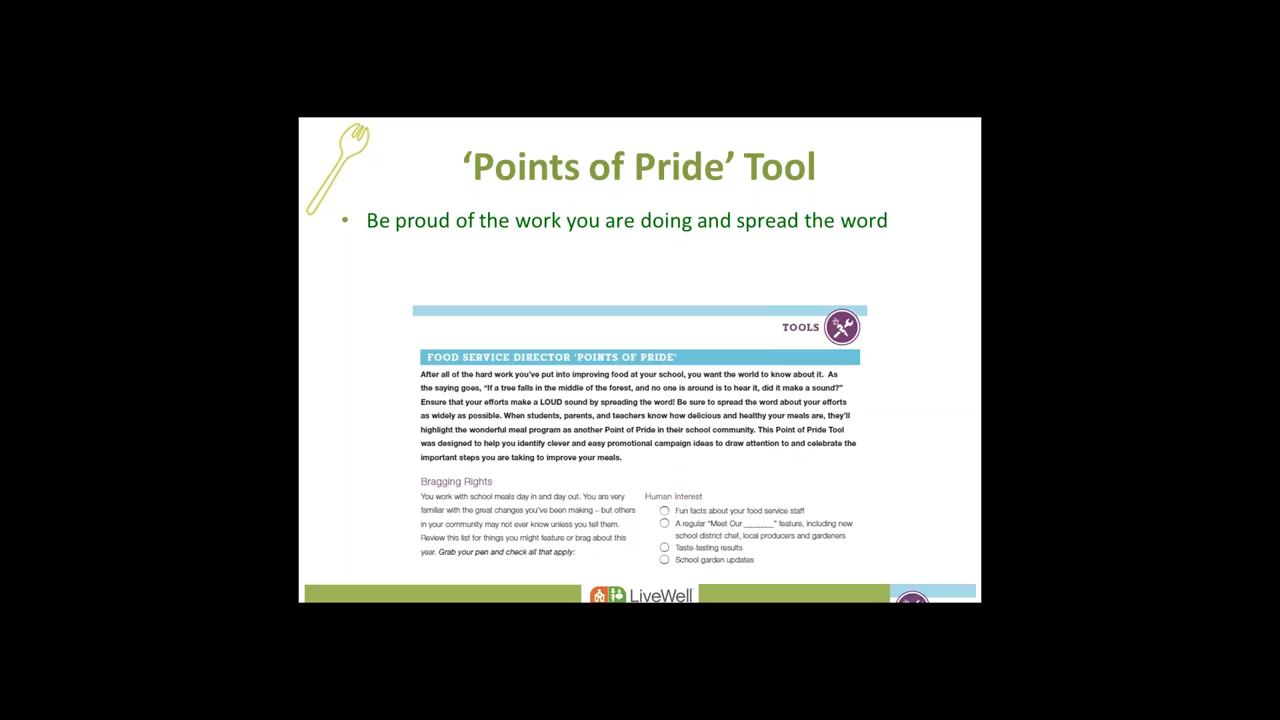 ‘Points of Pride’ Tool
• Be proud of the work you are doing and spread the word
TOOLS
FOOD SERVICE DIRECTOR ‘POINTS OF PRIDE’
After all of the hard work you’ve put into improving food at your school, you want the world to know about it. As
the saying goes, “If a tree falls in the middle of the forest, and no one is around is to hear it, did it make a sound?”
Ensure that your efforts make a LOUD sound by spreading the word! Be sure to spread the word about your efforts
as widely as possible. When students, parents, and teachers know how delicious and healthy your meals are, they’ll
highlight the wonderful meal program as another Point of Pride in their school community. This Point of Pride Tool
was designed to help you identify clever and easy promotional campaign ideas to draw attention to and celebrate the
important steps you are taking to improve your meals.
Bragging Rights
You work with school meals day in and day out. You are very
familiar with the great changes you’ve been making – but others
in your community may not ever know unless you tell them.
Review this list for things you might feature or brag about this
year. Grab your pen and check all that apply:
Human Interest
Fun facts about your food service staff
A regular “Meet Our _______” feature, including new
school district chef, local producers and gardeners
Taste-testing results
School garden updates
LiveWell